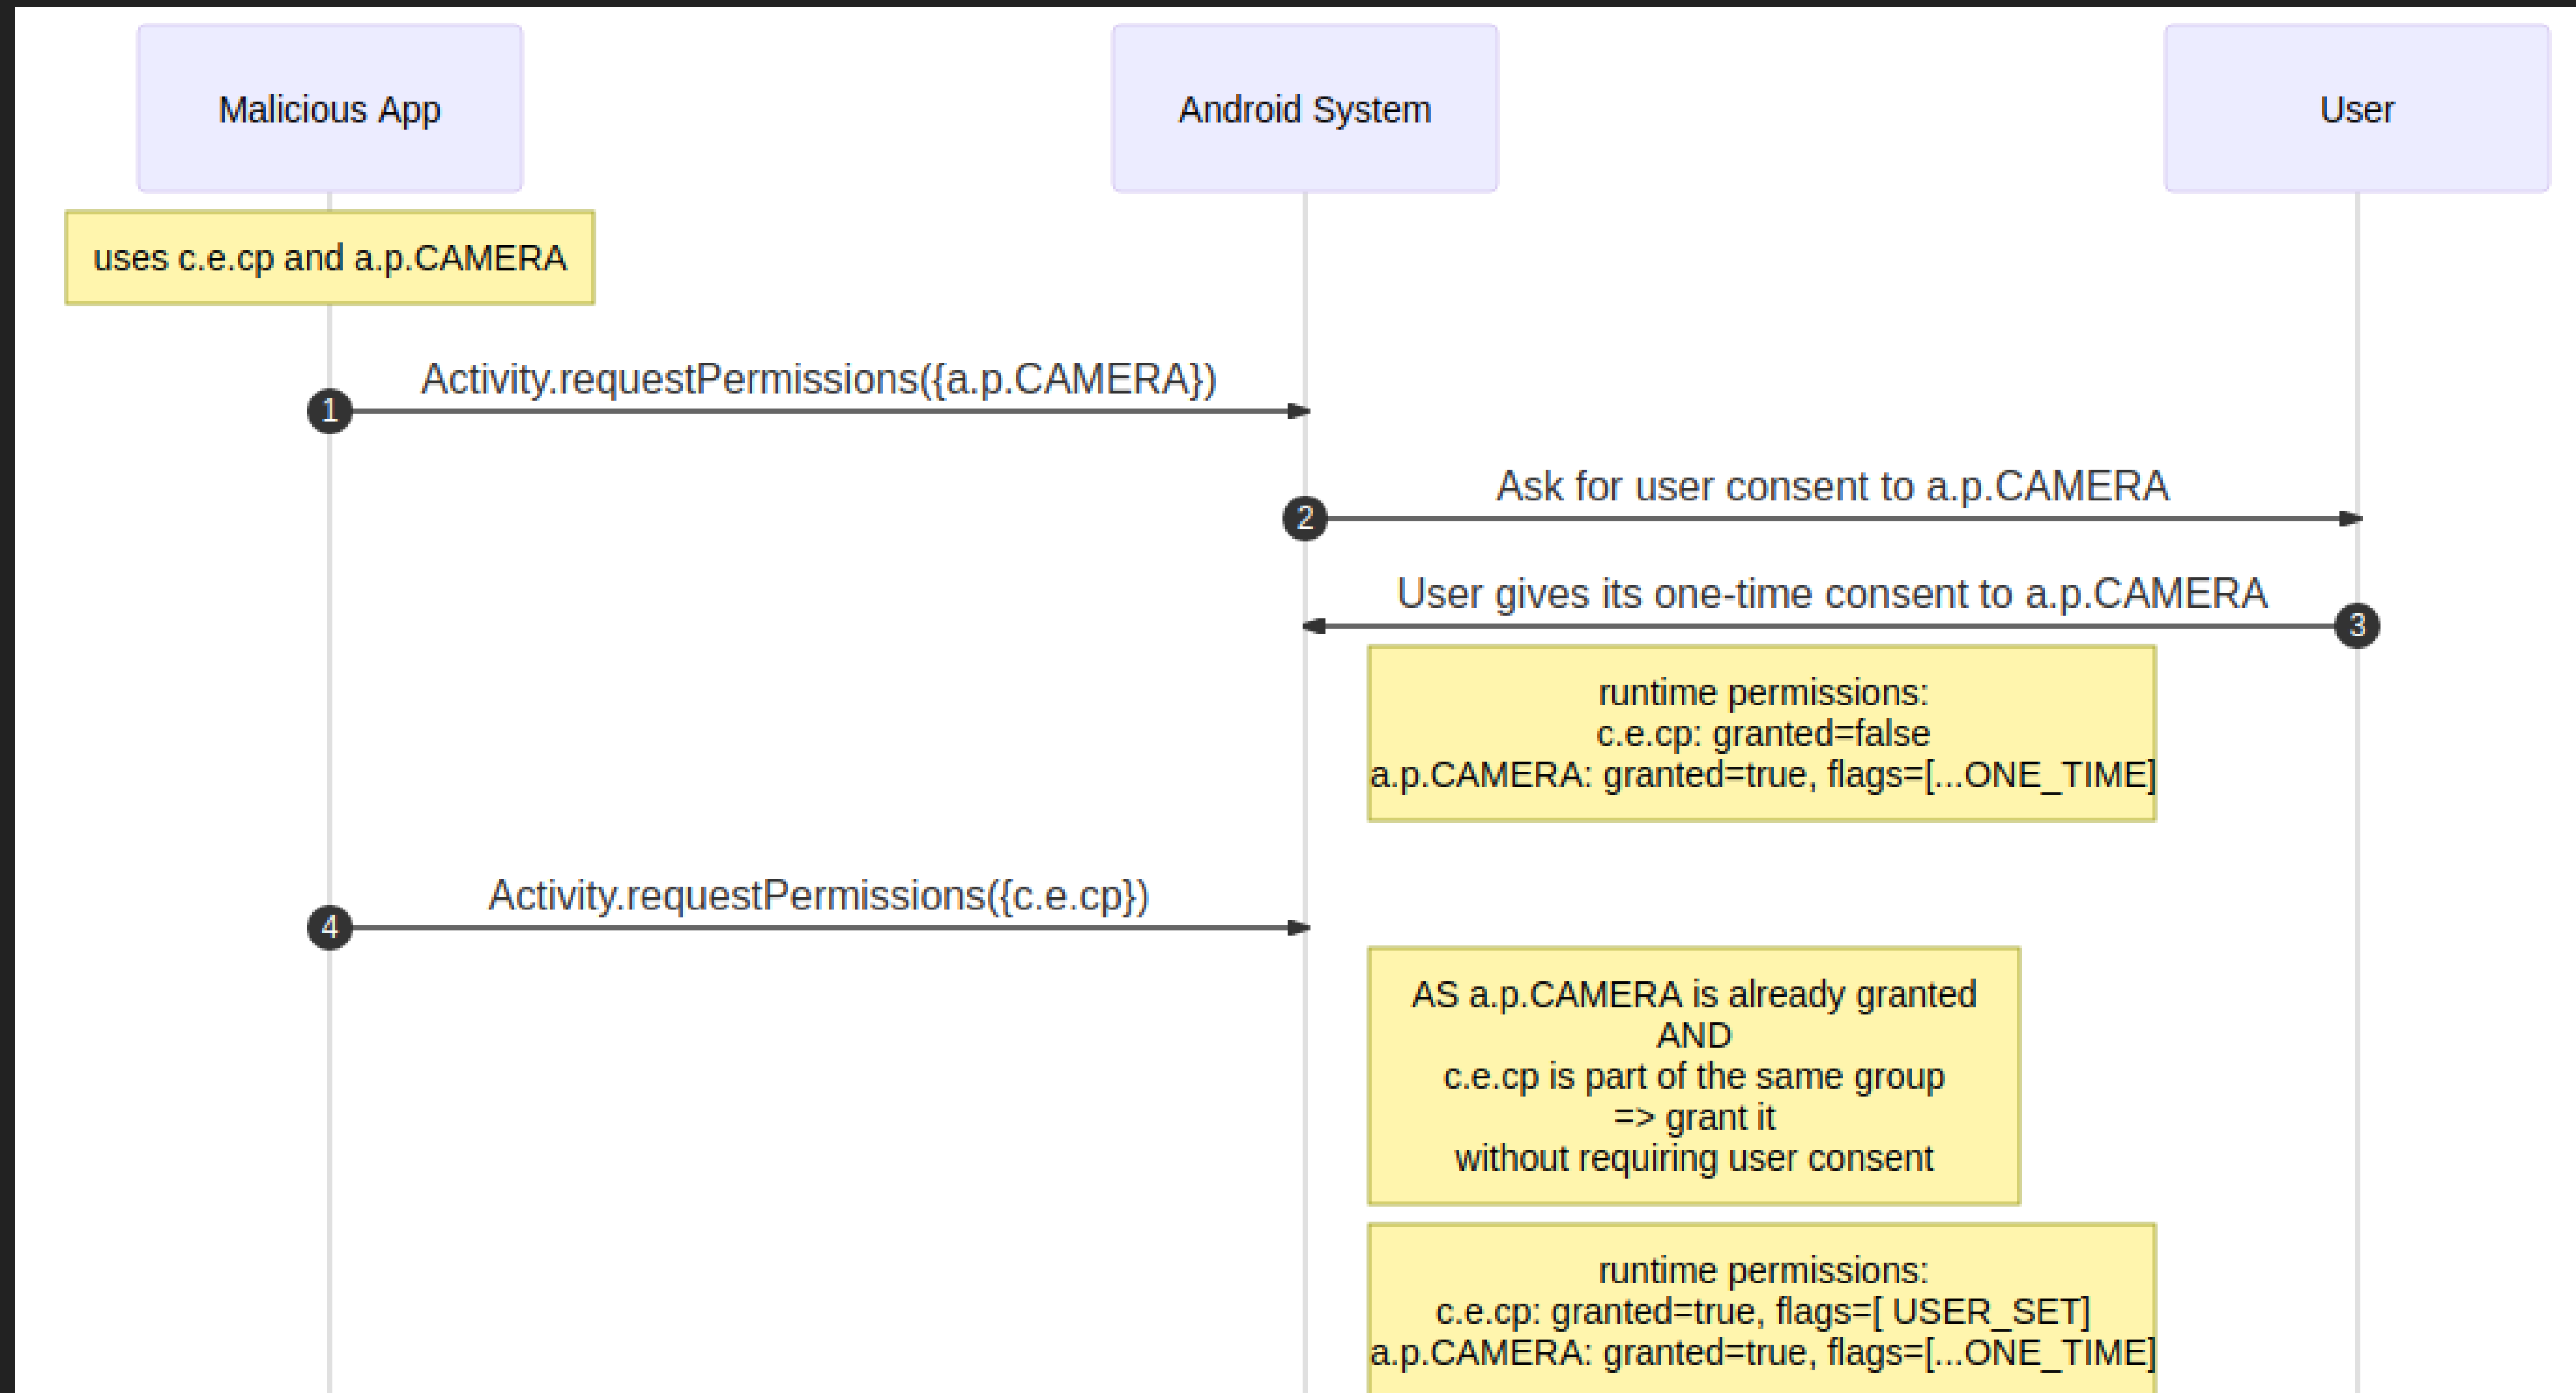 Malicious App
Android System
User
uses c.e.cp and a.p.CAMERA
Activity.requestPermissions({a.p.CAMERA})
1
Ask for user consent to a.p.CAMERA
2
User gives its one-time consent to a.p.CAMERA
3
runtime permissions:
c.e.cp: granted=false
a.p.CAMERA: granted=true, flags=[...ONE_TIME]
Activity.requestPermissions({c.e.cp})
4
AS a.p.CAMERA is already granted
AND
c.e.cp is part of the same group
=> grant it
without requiring user consent
runtime permissions:
c.e.cp: granted=true, flags=[ USER_SET]
a.p.CAMERA: granted=true, flags=[...ONE_TIME]